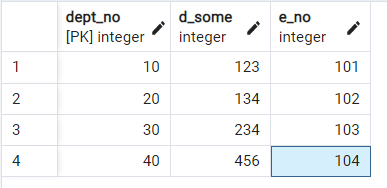 dept_no d_some e_no
[PK] integer integer integer
1 10 123 101
2 20 134 102
3 30 234 103
4 40 456 104